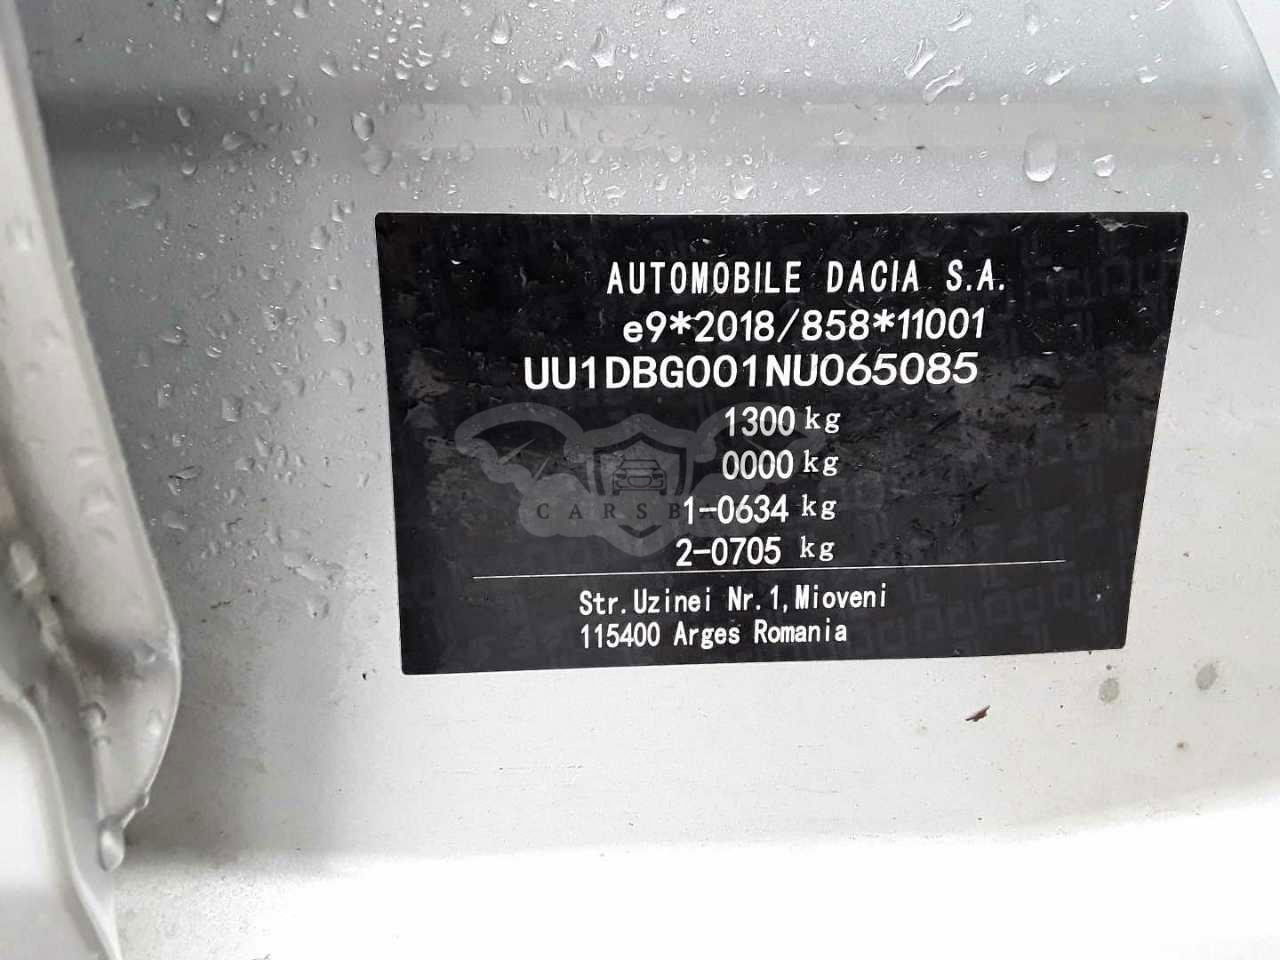 AUTOMOBILE DACIA S.A.
e9*2018/858*11001
UU1DBG001NU065085
1300 kg
0000 kg
1-0634 kg
2-0705 kg
Str.Uzinei Nr.1,Mioveni
115400 Arges Romania